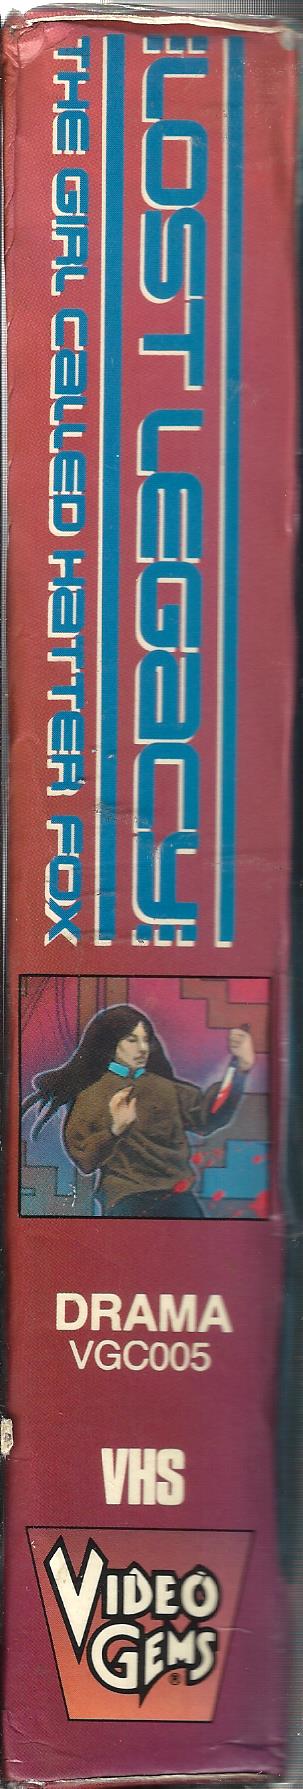 LOST LEGACY:
THE GIRL CALLED HATTER FOX
DRAMA
VGC005
VHS
VIDEO
GEMS®